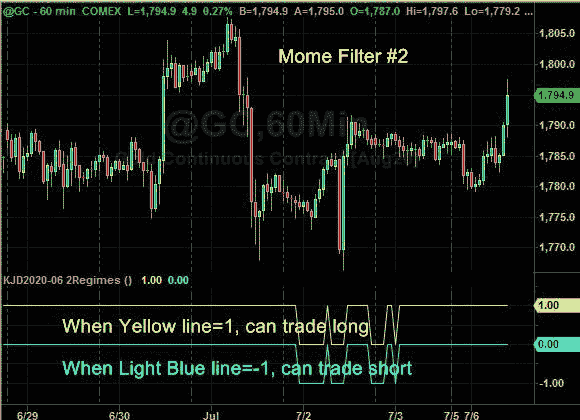 @GC - 60 min COMEX L=1,794.9 4.9 0.27% B=1,794.9 A=1,795.0 O=1,787.0 Hi=1,797.6 Lo=1,779.2 ...
1,805.0
Mome Filter #2
1,800.0
1,794.9
@GC,60Min
1,790.0
Continuous Contract
1,785.0
1,780.0
1,775.0
1,770.0
KJD2020-06 2Regimes () 1.00 0.00
1.00
When Yellow line=1, can trade long
0.00
When Light Blue line=-1, can trade short
-1.00
6/29 6/30 Jul 7/2 7/3 7/5 7/6